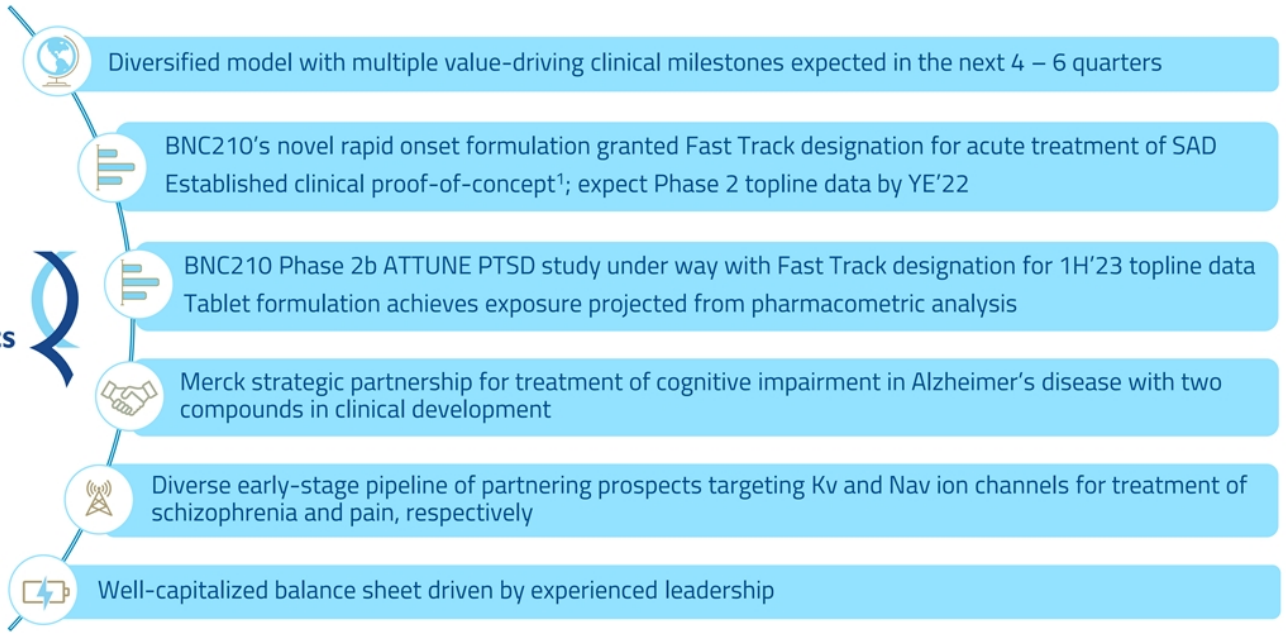 Diversified model with multiple value-driving clinical milestones expected in the next 4 – 6 quarters
BNC210’s novel rapid onset formulation granted Fast Track designation for acute treatment of SAD
Established clinical proof-of-concept¹; expect Phase 2 topline data by YE’22
BNC210 Phase 2b ATTUNE PTSD study under way with Fast Track designation for 1H’23 topline data
Tablet formulation achieves exposure projected from pharmacometric analysis
Merck strategic partnership for treatment of cognitive impairment in Alzheimer’s disease with two
compounds in clinical development
Diverse early-stage pipeline of partnering prospects targeting Kv and Nav ion channels for treatment of
schizophrenia and pain, respectively
Well-capitalized balance sheet driven by experienced leadership